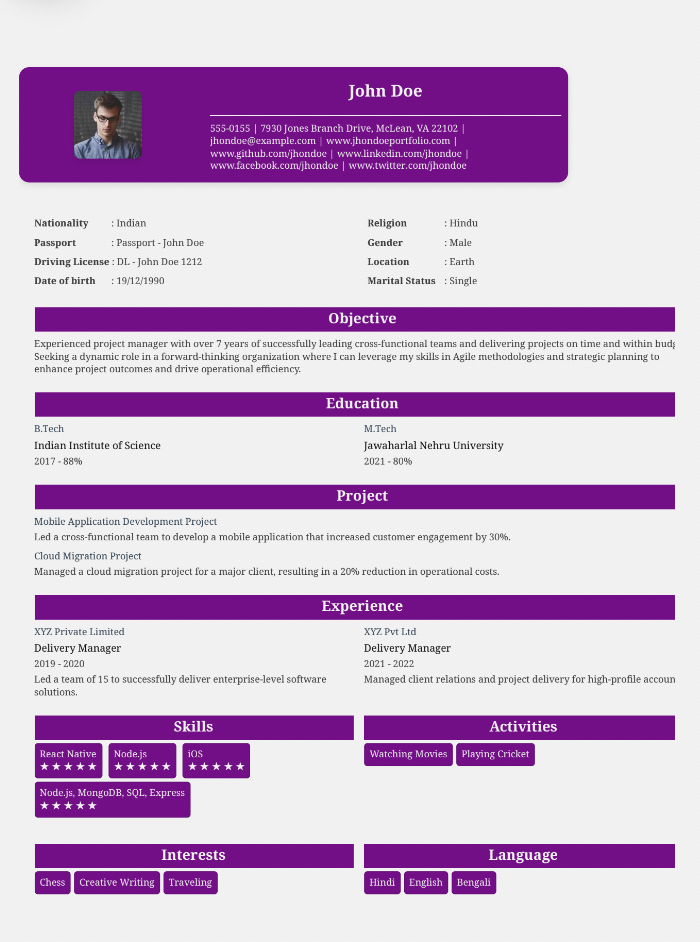 John Doe
555-0155 | 7930 Jones Branch Drive, McLean, VA 22102 |
jhondoe@example.com | www.jhondoeportfolio.com |
www.github.com/jhondoe | www.linkedin.com/jhondoe |
www.facebook.com/jhondoe | www.twitter.com/jhondoe
Nationality : Indian
Passport : Passport - John Doe
Driving License : DL - John Doe 1212
Date of birth : 19/12/1990
Religion : Hindu
Gender : Male
Location : Earth
Marital Status : Single
Objective
Experienced project manager with over 7 years of successfully leading cross-functional teams and delivering projects on time and within budg
Seeking a dynamic role in a forward-thinking organization where I can leverage my skills in Agile methodologies and strategic planning to
enhance project outcomes and drive operational efficiency.
Education
B.Tech
Indian Institute of Science
2017 - 88%
M.Tech
Jawaharlal Nehru University
2021 - 80%
Project
Mobile Application Development Project
Led a cross-functional team to develop a mobile application that increased customer engagement by 30%.
Cloud Migration Project
Managed a cloud migration project for a major client, resulting in a 20% reduction in operational costs.
Experience
XYZ Private Limited
Delivery Manager
2019 - 2020
Led a team of 15 to successfully deliver enterprise-level software
solutions.
XYZ Pvt Ltd
Delivery Manager
2021 - 2022
Managed client relations and project delivery for high-profile accoun
Skills
React Native
★★★★★
Node.js
★★★★★
iOS
★★★★★
Node.js, MongoDB, SQL, Express
★★★★★
Activities
Watching Movies
Playing Cricket
Interests
Chess
Creative Writing
Traveling
Language
Hindi
English
Bengali